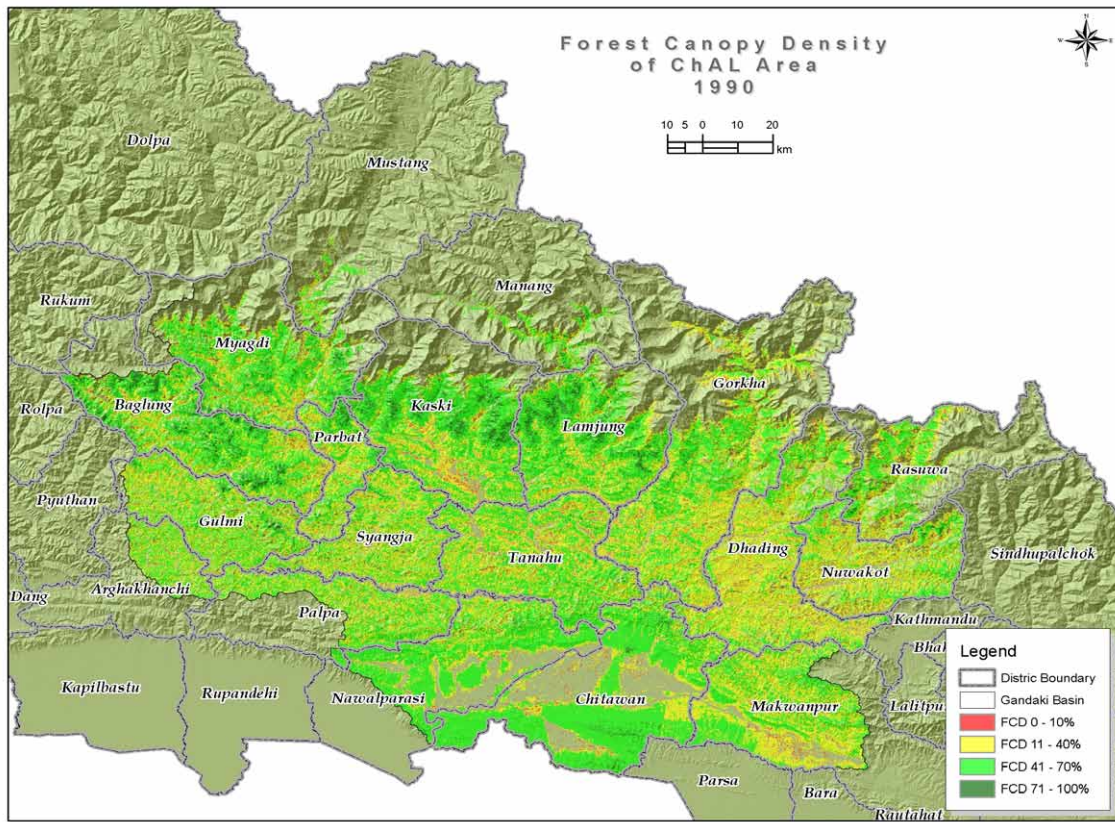 Forest Canopy Density
of ChAL Area
1990
N
W
E
S
10 5 0 10 20
km
Dolpa
Mustang
Manang
Rukum
Myagdi
Gorkha
Kaski
Baglung
Rolpa
Lamjung
Parbat
Rasuwa
Pyuthan
Gulmi
Syangja
Tanahu
Dhading
Nuwakot
Sindhupalchok
Arghakhanchi
Dang
Palpa
Kathmandu
Bhak
Kapilbastu
Rupandehi
Nawalparasi
Chitawan
Makwanpur
Lalitpu
Parsa
Bara
Rautahat
Legend
Distric Boundary
Gandaki Basin
FCD 0 - 10%
FCD 11 - 40%
FCD 41 - 70%
FCD 71 - 100%